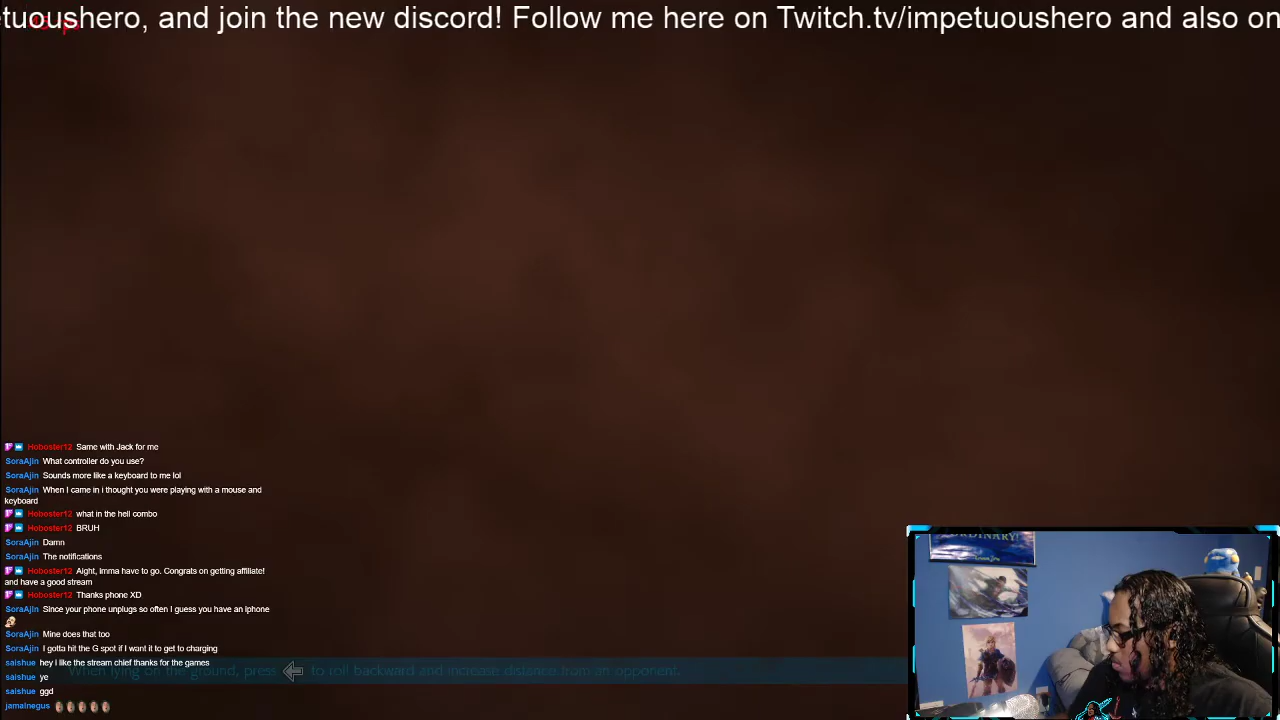 tuoushero, and join the new discord! Follow me here on Twitch.tv/impetuoushero and also on
Hoboster12 Same with Jack for me
SoraAjin What controller do you use?
SoraAjin Sounds more like a keyboard to me lol
SoraAjin When I came in i thought you were playing with a mouse and
keyboard
Hoboster12 what in the hell combo
Hoboster12 BRUH
SoraAjin Damn
SoraAjin The notifications
Hoboster12 Aight, imma have to go. Congrats on getting affiliate!
and have a good stream
Hoboster12 Thanks phone XD
SoraAjin Since your phone unplugs so often I guess you have an iphone
SoraAjin Mine does that too
SoraAjin I gotta hit the G spot if I want it to get to charging
saishue hey i like the stream chief thanks for the games
When lying on the ground, press to roll backward and increase distance from an opponent.
saishue ye
saishue ggd
jamalnegus